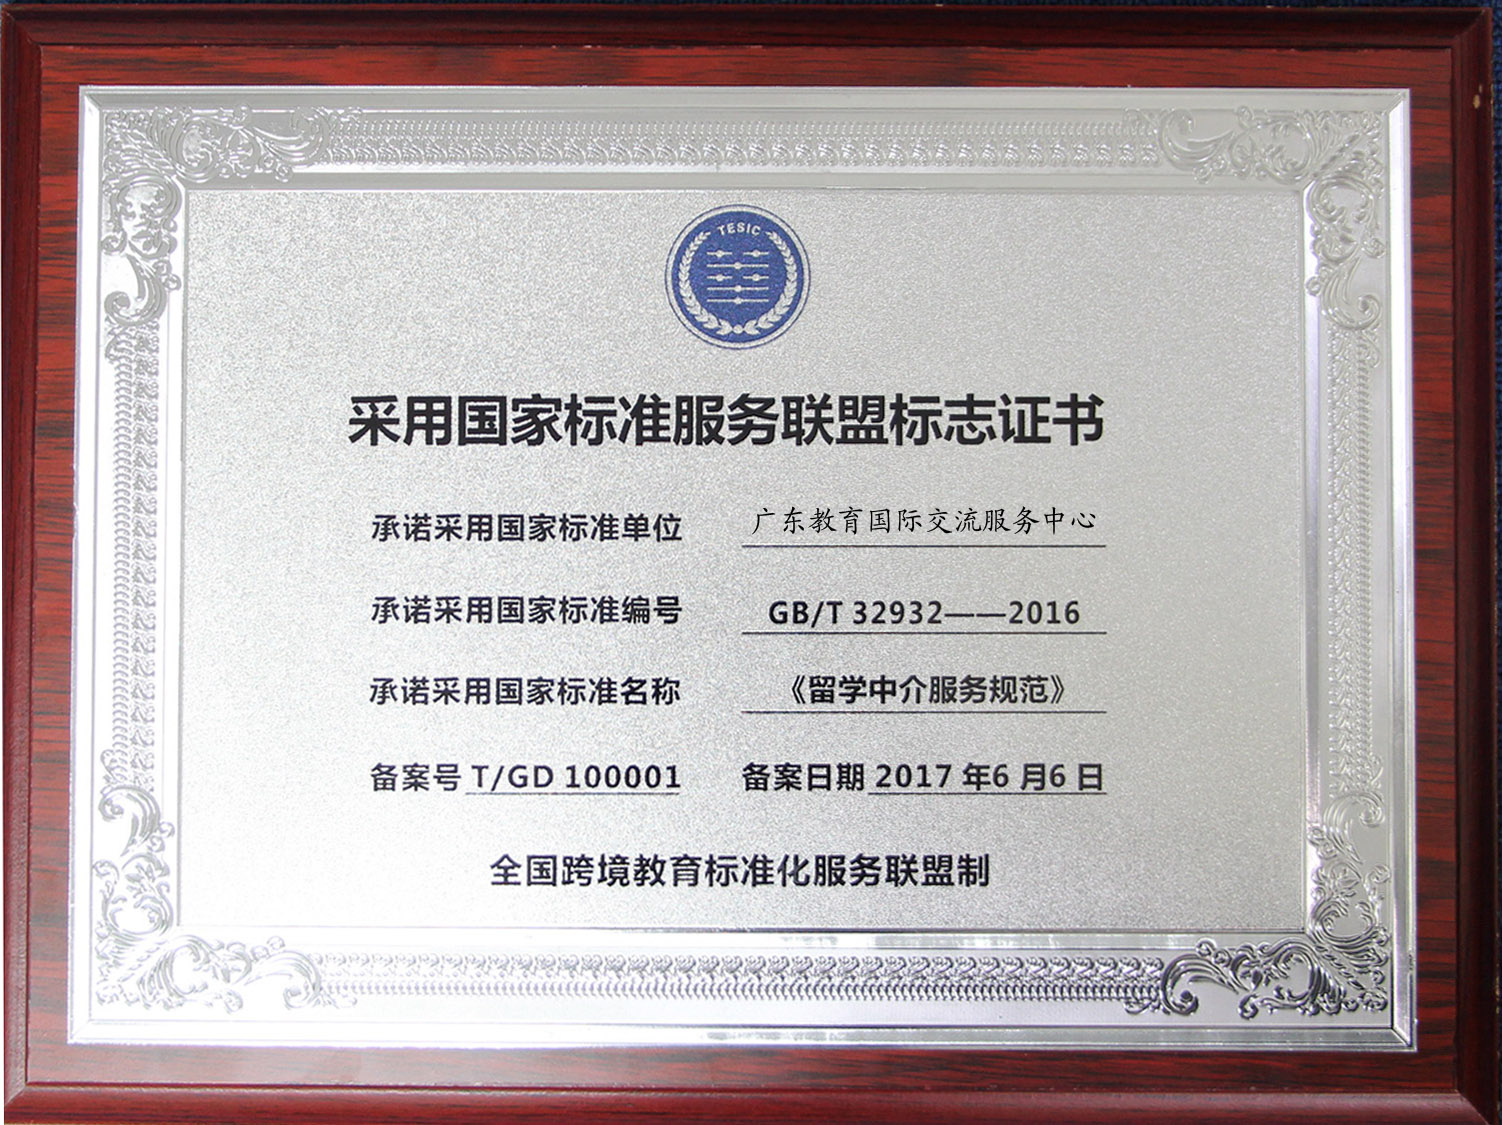 TESIC
采用国家标准服务联盟标志证书
承诺采用国家标准单位 广东教育国际交流服务中心
承诺采用国家标准编号 GB/T 32932——2016
承诺采用国家标准名称 《留学中介服务规范》
备案号 T/GD 100001 备案日期 2017 年6 月6 日
全国跨境教育标准化服务联盟制